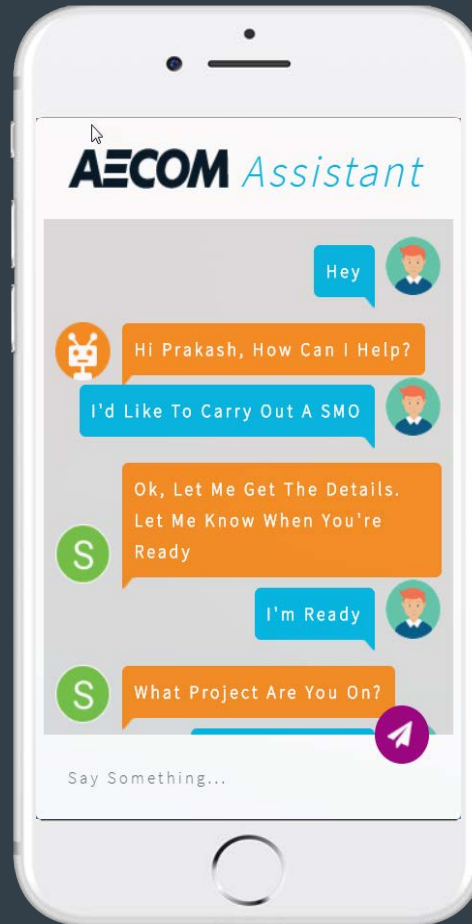 AECOM Assistant
Hey
Hi Prakash, How Can I Help?
I'd Like To Carry Out A SMO
Ok, Let Me Get The Details.
Let Me Know When You're
Ready
S
I'm Ready
S
What Project Are You On?
Say Something...